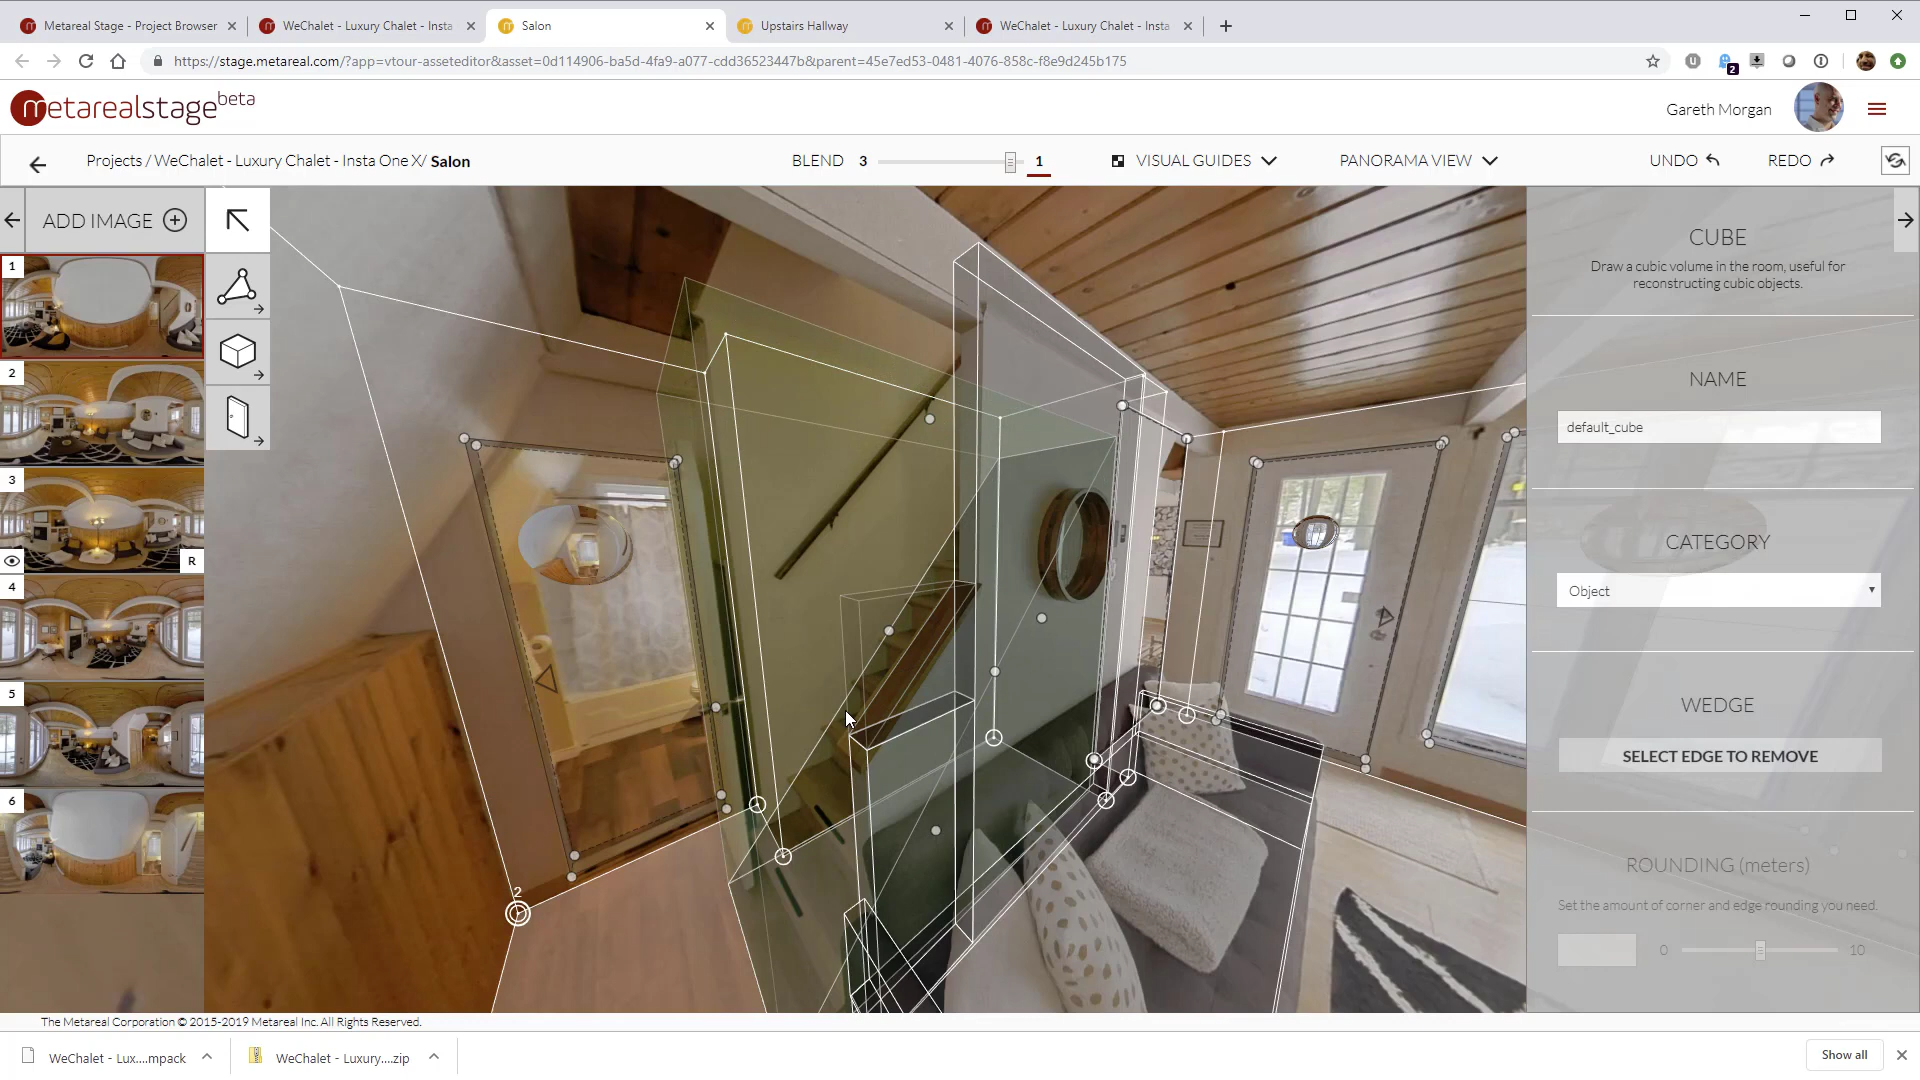 Metareal Stage - Project Browser
WeChalet - Luxury Chalet - Insta
Salon
Upstairs Hallway
WeChalet - Luxury Chalet - Insta
https://stage.metareal.com/?app=vtour-asseteditor&asset=0d114906-ba5d-4fa9-a077-cdd36523447b&parent=45e7ed53-0481-4076-858c-f8e9d245b175
2
metarealstage beta
Gareth Morgan
Projects / WeChalet - Luxury Chalet - Insta One X/ Salon
BLEND 3 1
VISUAL GUIDES
PANORAMA VIEW
UNDO
REDO
ADD IMAGE
1
2
3
R
4
5
6
2
CUBE
Draw a cubic volume in the room, useful for
reconstructing cubic objects.
NAME
default_cube
CATEGORY
Object
WEDGE
SELECT EDGE TO REMOVE
ROUNDING (meters)
Set the amount of corner and edge rounding you need.
0 10
The Metareal Corporation © 2015-2019 Metareal Inc. All Rights Reserved.
WeChalet - Lux....mpack
WeChalet - Luxury....zip
Show all